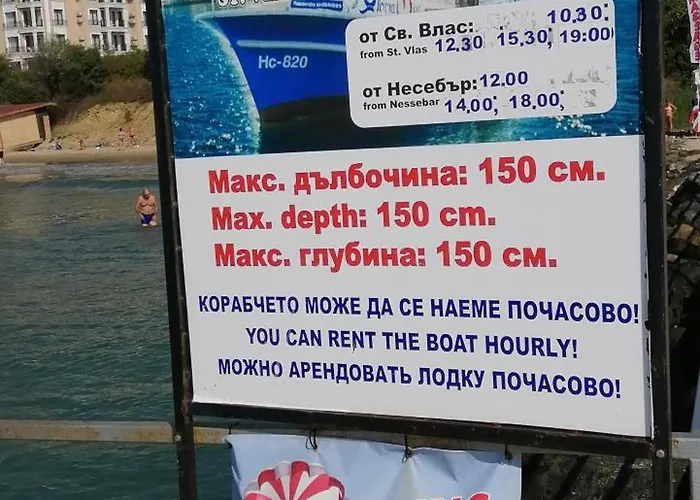 Нс-820
от Св. Влас: 10,30,
from St. Vlas 12,30 15,30, 19:00
от Несебър: 12.00
from Nessebar 14,00, 18,00,
Макс. дълбочина: 150 см.
Max. depth: 150 cm.
Макс. глубина: 150 см.
КОРАБЧЕТО МОЖЕ ДА СЕ НАЕМЕ ПОЧАСОВО!
YOU CAN RENT THE BOAT HOURLY!
МОЖНО АРЕНДОВАТЬ ЛОДКУ ПОЧАСОВО!